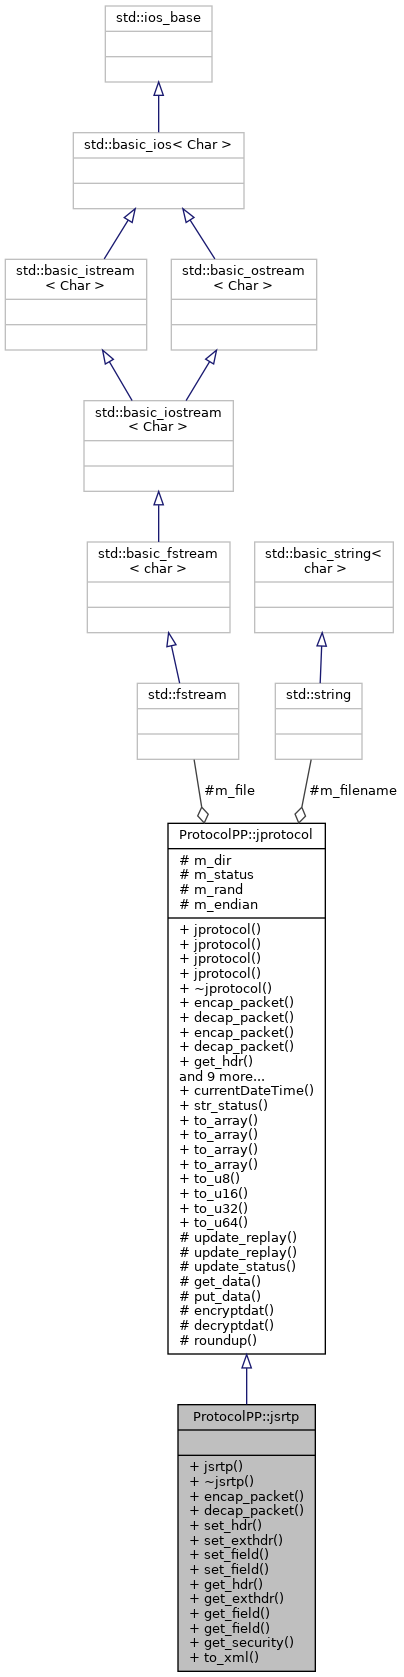 std::ios_base
std::basic_ios< Char >
std::basic_istream
< Char >
std::basic_ostream
< Char >
std::basic_iostream
< Char >
std::basic_fstream
< char >
std::basic_string<
char >
std::fstream
std::string
#m_file
#m_filename
ProtocolPP::jprotocol
# m_dir
# m_status
# m_rand
# m_endian
+ jprotocol()
+ jprotocol()
+ jprotocol()
+ jprotocol()
+ ~jprotocol()
+ encap_packet()
+ decap_packet()
+ encap_packet()
+ decap_packet()
+ get_hdr()
and 9 more...
+ currentDateTime()
+ str_status()
+ to_array()
+ to_array()
+ to_array()
+ to_array()
+ to_u8()
+ to_u16()
+ to_u32()
+ to_u64()
# update_replay()
# update_replay()
# update_status()
# get_data()
# put_data()
# encryptdat()
# decryptdat()
# roundup()
ProtocolPP::jsrtp
+ jsrtp()
+ ~jsrtp()
+ encap_packet()
+ decap_packet()
+ set_hdr()
+ set_exthdr()
+ set_field()
+ set_field()
+ get_hdr()
+ get_exthdr()
+ get_field()
+ get_field()
+ get_security()
+ to_xml()